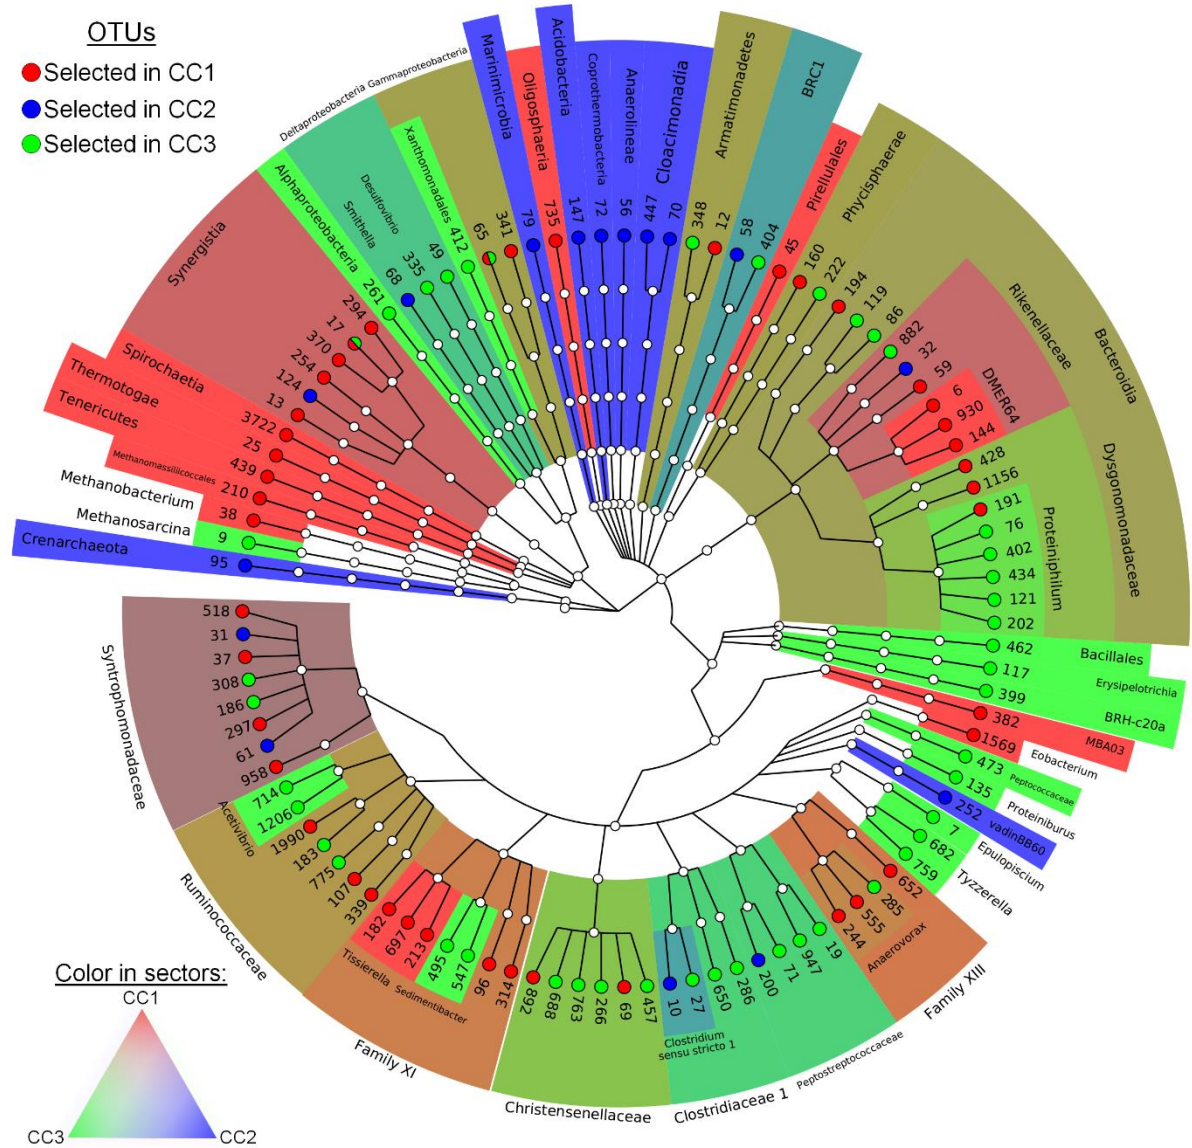 OTUs
Selected in CC1
Selected in CC2
Selected in CC3
Crenarchaeota
95
Methanosarcina
9
Methanobacterium
38
Methanomassiliicoccales
210
Tenericutes
439
Thermotogae
25
Spirochaetia
3722
Synergistia
13
124
254
370
17
294
Alphaproteobacteria
261
Deltaproteobacteria
Smithella
68
Desulfovibrio
335
49
Gammaproteobacteria
Xanthomonadales
412
65
341
Marinimicrobia
79
Oligosphaeria
735
Acidobacteria
147
Coprothermobacteria
72
Anaerolineae
56
Cloacimonadia
447
70
Armatimonadetes
348
12
BRC1
58
404
Pirellulales
45
Phycisphaerae
160
222
194
119
Bacteroidia
86
Rikenellaceae
882
32
59
DMER64
6
930
144
Dysgonomonadaceae
428
1156
Proteiniphilum
191
76
402
434
121
202
Bacillales
462
Erysipelotrichia
117
BRH-c20a
399
MBA03
382
Eobacterium
1569
Peptococcaceae
473
Proteiniburus
135
vadinBB60
252
Epulopiscium
7
Tyzzerella
682
759
Family XIII
652
Anaerovorax
285
555
244
Peptostreptococcaceae
19
947
71
Clostridiaceae 1
200
286
650
Clostridium
sensu stricto 1
27
10
Christensenellaceae
457
69
266
763
688
892
Family XI
314
96
Sedimentibacter
547
495
Tissierella
213
697
182
Ruminococcaceae
339
107
775
183
1990
Acetivibrio
1206
714
Syntrophomonadaceae
958
61
297
186
308
37
31
518
Color in sectors:
CC1
CC3
CC2